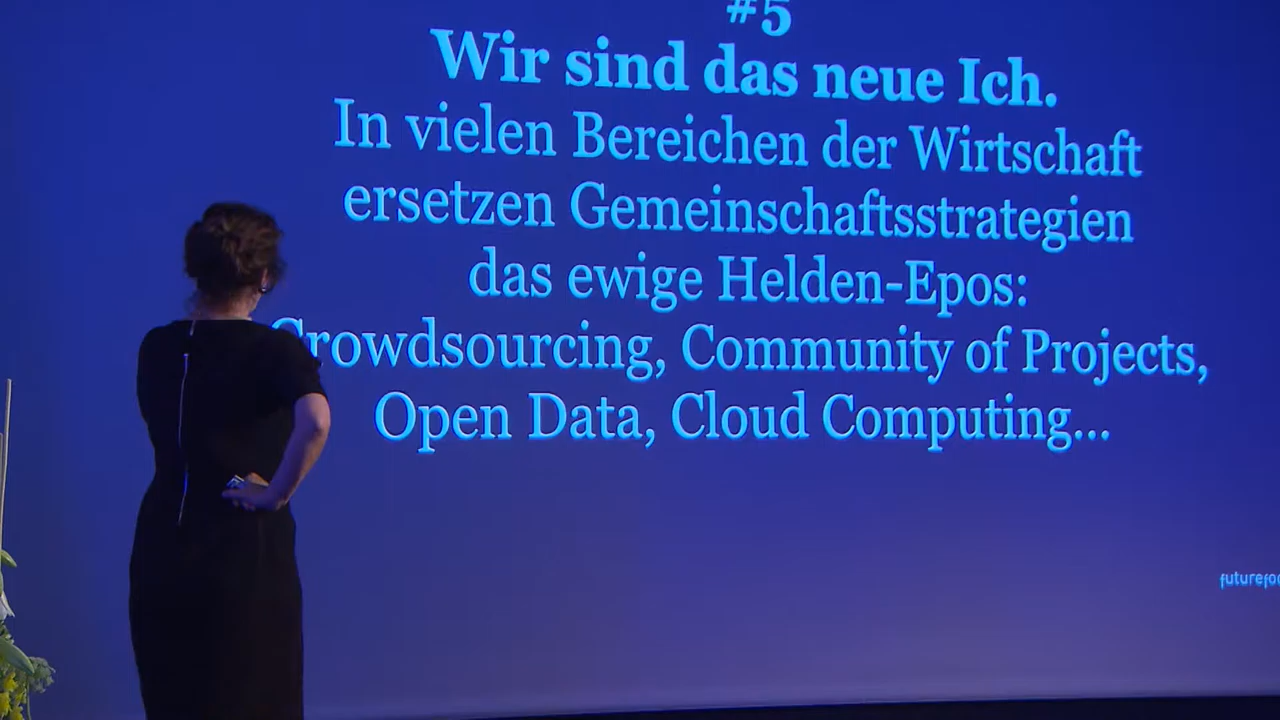 #5
Wir sind das neue Ich.
In vielen Bereichen der Wirtschaft
ersetzen Gemeinschaftsstrategien
das ewige Helden-Epos:
Crowdsourcing, Community of Projects,
Open Data, Cloud Computing...